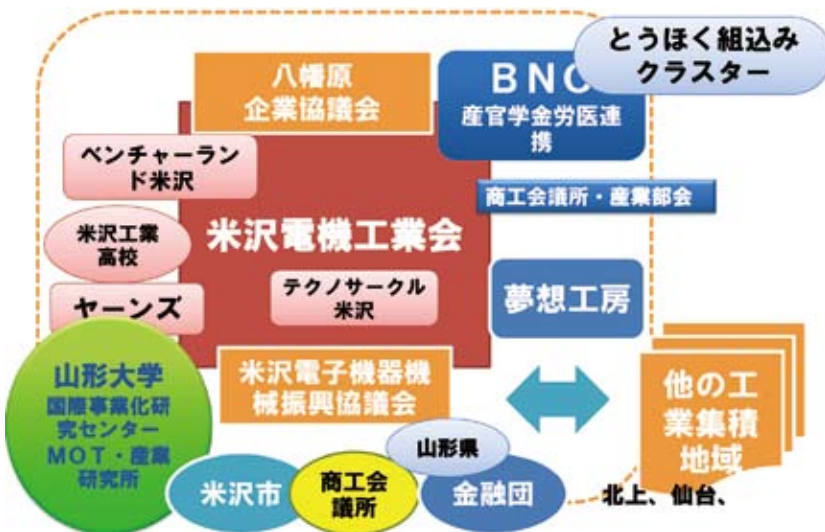 とうほく組込み
クラスター
八幡原
企業協議会
BNO
産官学金労医連
携
ベンチャーラン
ド米沢
商工会議所・産業部会
米沢工業
高校
米沢電機工業会
テクノサークル
米沢
ヤーンズ
夢想工房
山形大学
国際事業化研
究センター
MOT・産業
研究所
米沢電子機器機
械振興協議会
他の工
業集積
地域
山形県
米沢市
商工会
議所
金融団
北上、仙台、